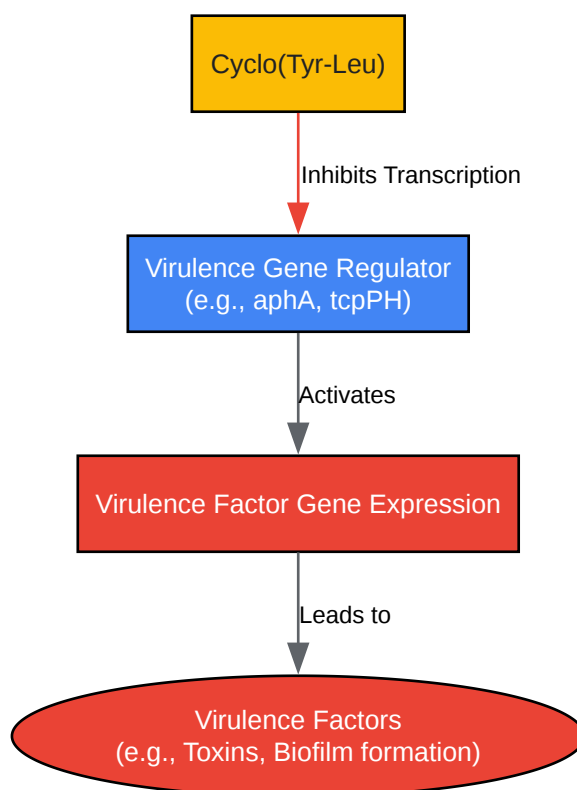 Cyclo(Tyr-Leu)
Inhibits Transcription
Virulence Gene Regulator
(e.g., aphA, tcpPH)
Activates
Virulence Factor Gene Expression
Leads to
Virulence Factors
(e.g., Toxins, Biofilm formation)